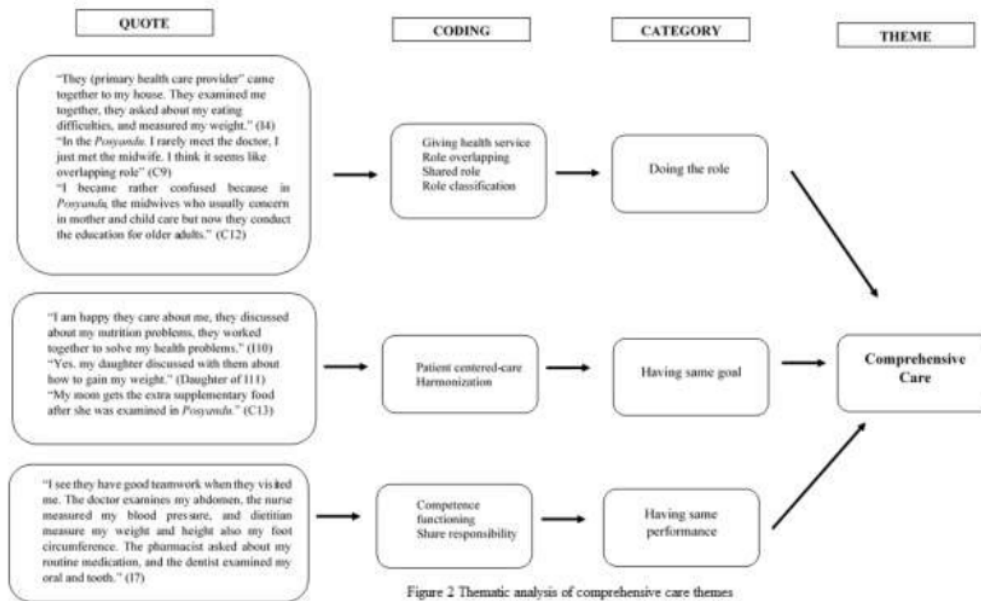 QUOTE
CODING
CATEGORY
THEME
“They (primary health care provider” came
together to my house. They examined me
together, they asked about my eating
difficulties, and measured my weight.” (I4)
“In the Posyandu. I rarely meet the doctor, I
just met the midwife. I think it seems like
overlapping role” (C9)
“I became rather confused because in
Posyandu, the midwives who usually concern
in mother and child care but now they conduct
the education for older adults.” (C12)
Giving health service
Role overlapping
Shared role
Role classification
Doing the role
“I am happy they care about me, they discussed
about my nutrition problems, they worked
together to solve my health problems.” (I10)
“Yes, my daughter discussed with them about
how to gain my weight.” (Daughter of I11)
“My mom gets the extra supplementary food
after she was examined in Posyandu.” (C13)
Patient centered-care
Harmonization
Having same goal
Comprehensive
Care
“I see they have good teamwork when they visited
me. The doctor examines my abdomen, the nurse
measured my blood pressure, and dietitian
measure my weight and height also my foot
circumference. The pharmacist asked about my
routine medication, and the dentist examined my
oral and tooth.” (I7)
Competence
functioning
Share responsibility
Having same
performance
Figure 2 Thematic analysis of comprehensive care themes